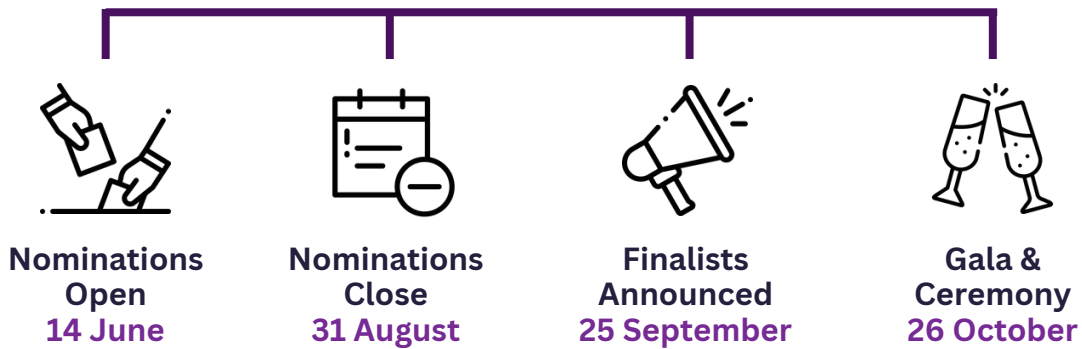 Nominations
Open
14 June
Nominations
Close
31 August
Finalists
Announced
25 September
Gala &
Ceremony
26 October